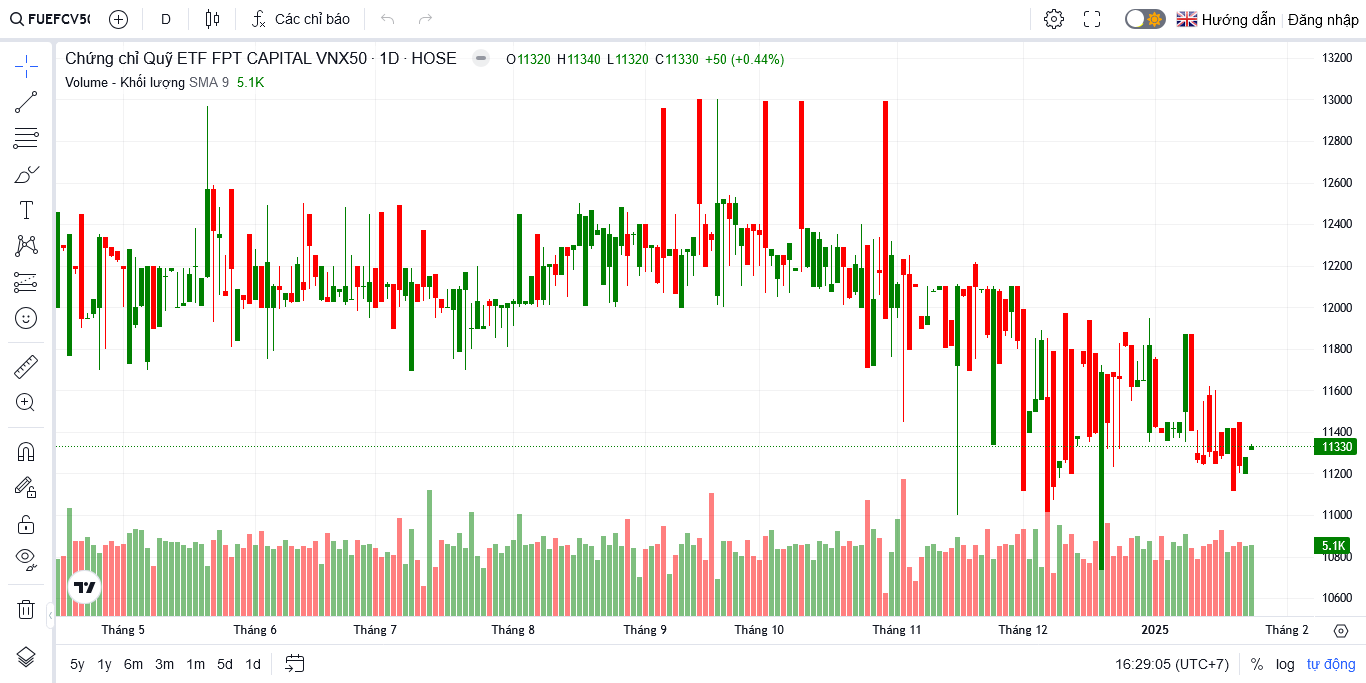 FUEFCV50 D Các chỉ báo Hướng dẫn Đăng nhập
Chứng chỉ Quỹ ETF FPT CAPITAL VNX50 · 1D · HOSE O11320 H11340 L11320 C11330 +50 (+0.44%)
Volume - Khối lượng SMA 9 5.1K
13200
13000
12800
12600
12400
12200
12000
11800
11600
11400
11330
11200
11000
5.1K
10800
10600
Tháng 5 Tháng 6 Tháng 7 Tháng 8 Tháng 9 Tháng 10 Tháng 11 Tháng 12 2025 Tháng 2
5y 1y 6m 3m 1m 5d 1d 16:29:05 (UTC+7) % log tự động